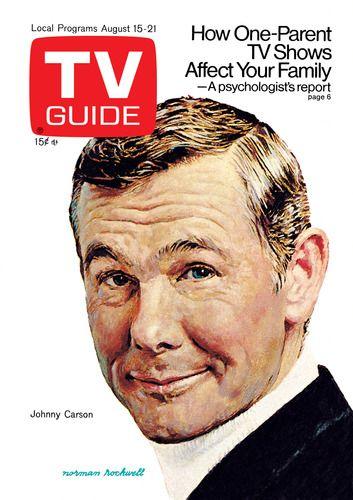 Local Programs August 15-21
TV
GUIDE
®
15¢
How One-Parent
TV Shows
Affect Your Family
—A psychologist's report
page 6
Johnny Carson
norman rockwell